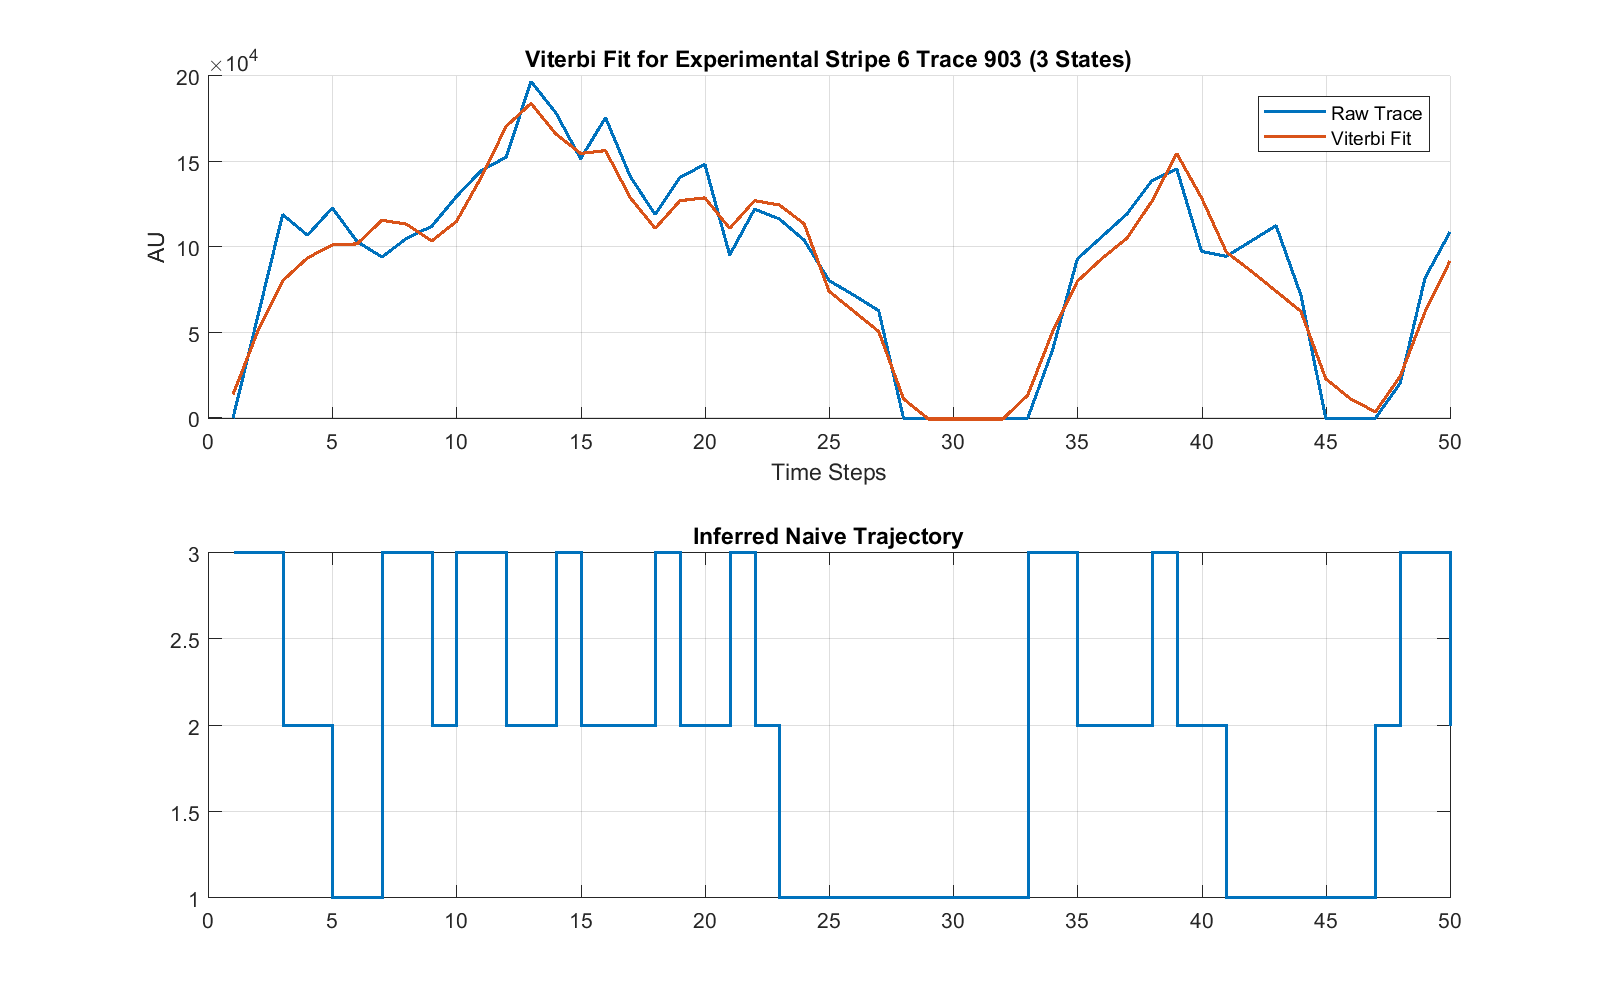 Viterbi Fit for Experimental Stripe 6 Trace 903 (3 States)
×10⁴
20
15
10
5
0
AU
Raw Trace
Viterbi Fit
0 5 10 15 20 25 30 35 40 45 50
Time Steps
Inferred Naive Trajectory
3
2.5
2
1.5
1
0 5 10 15 20 25 30 35 40 45 50